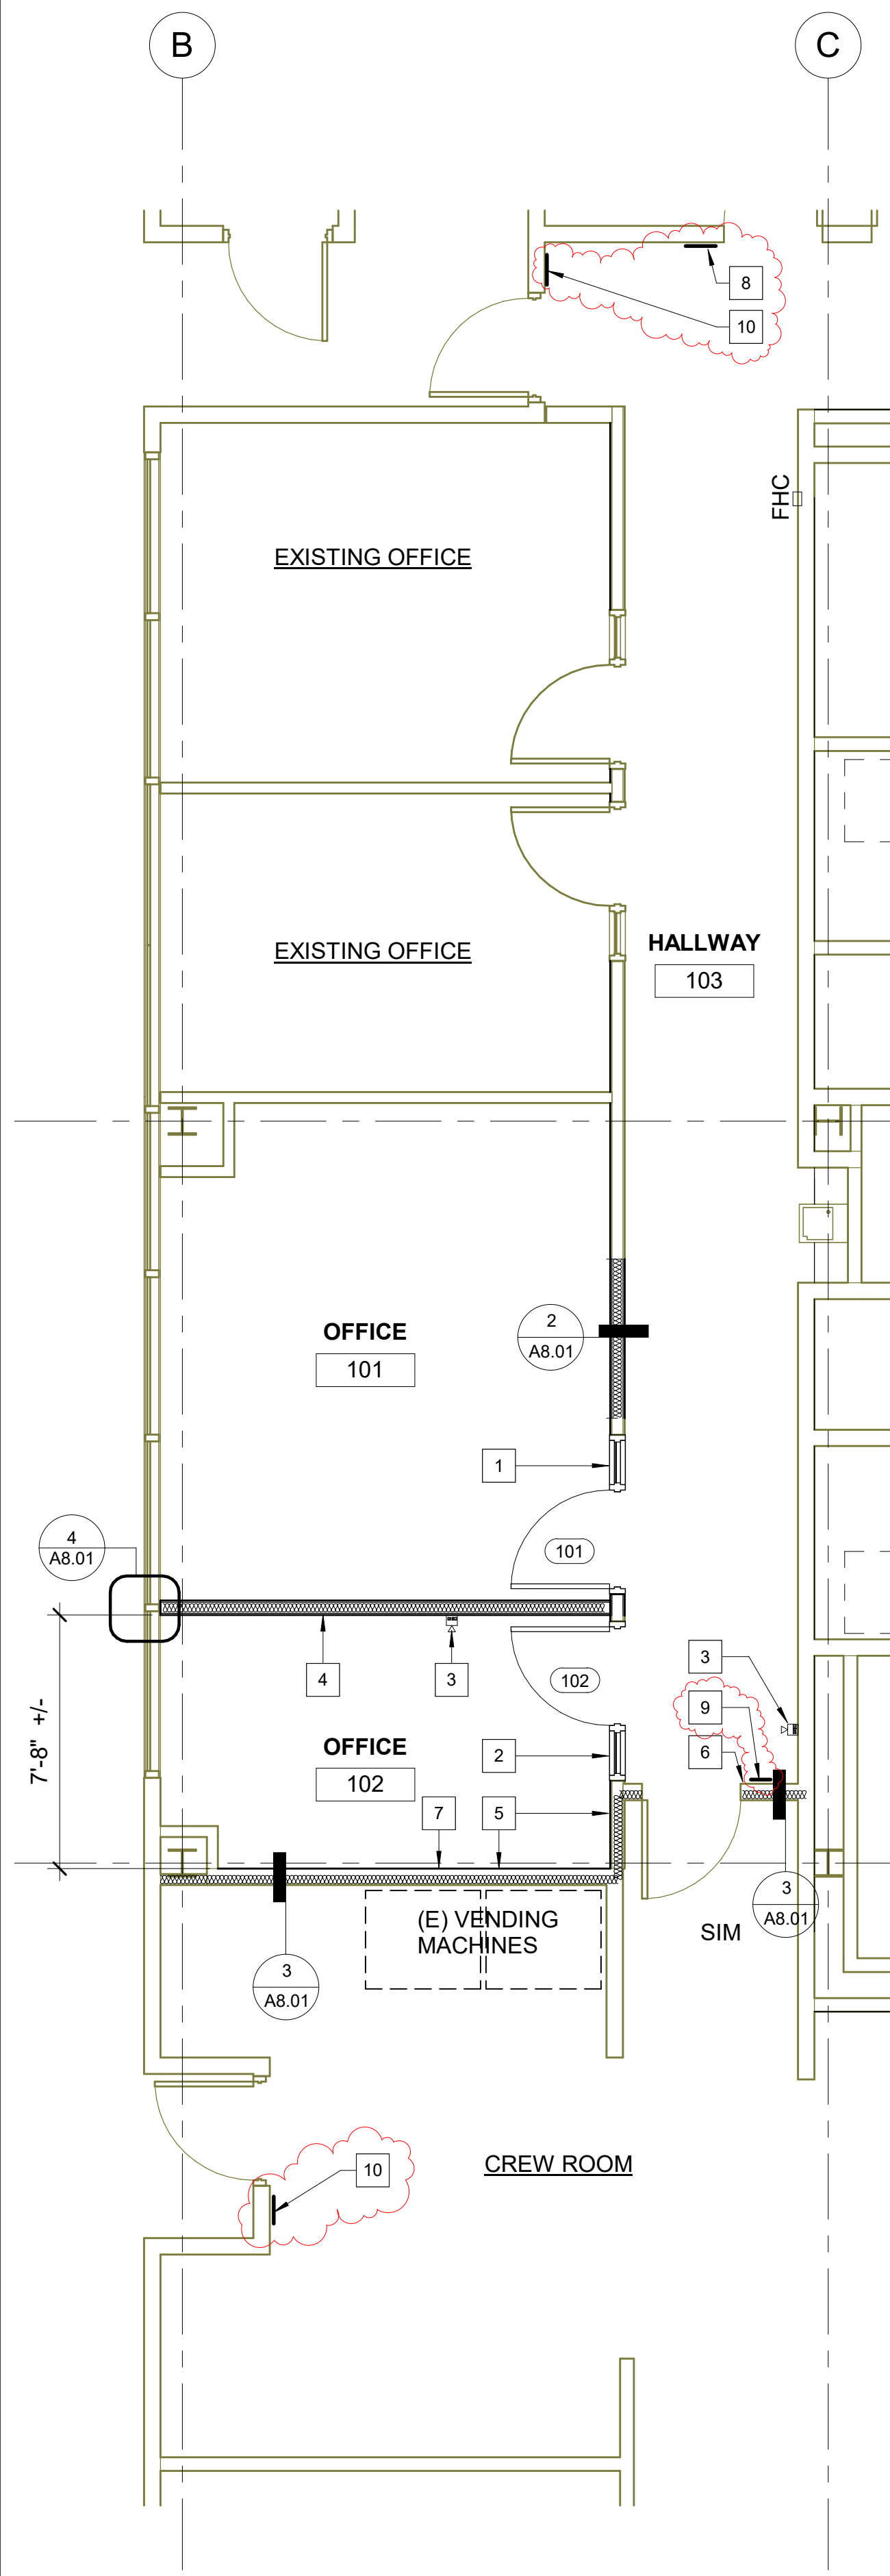 B
C
8
10
FHC
EXISTING OFFICE
EXISTING OFFICE
HALLWAY
103
OFFICE
101
2
A8.01
1
4
A8.01
101
4
3
102
3
9
6
7'-8" +/-
OFFICE
102
2
7
5
(E) VENDING
MACHINES
3
A8.01
SIM
3
A8.01
CREW ROOM
10